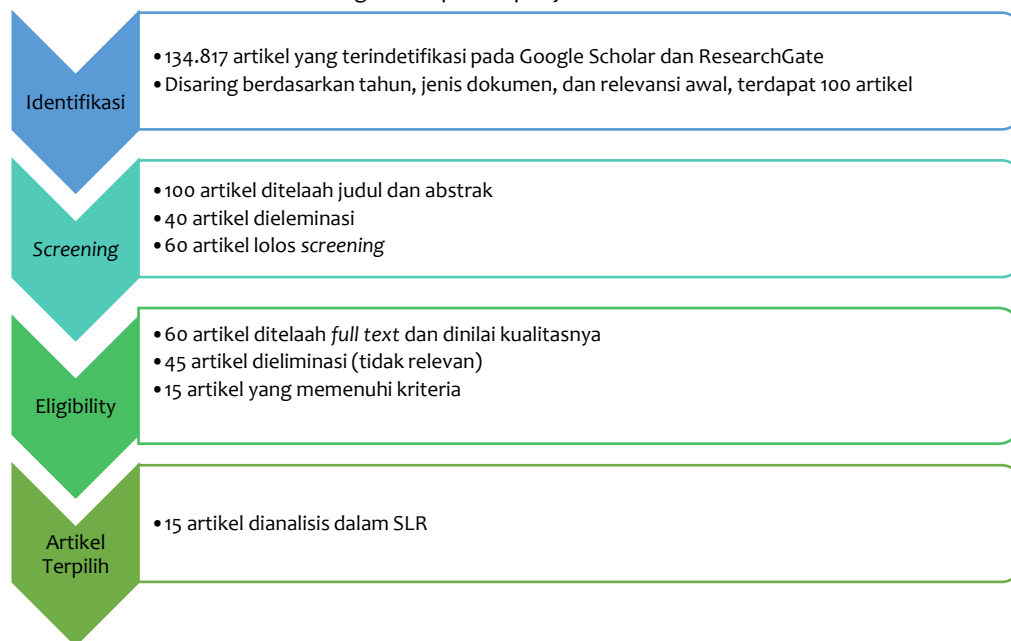 Identifikasi
•134.817 artikel yang terindetifikasi pada Google Scholar dan ResearchGate
•Disaring berdasarkan tahun, jenis dokumen, dan relevansi awal, terdapat 100 artikel
Screening
•100 artikel ditelaah judul dan abstrak
•40 artikel dieleminasi
•60 artikel lolos screening
Eligibility
•60 artikel ditelaah full text dan dinilai kualitasnya
•45 artikel dieliminasi (tidak relevan)
•15 artikel yang memenuhi kriteria
Artikel
Terpilih
•15 artikel dianalisis dalam SLR